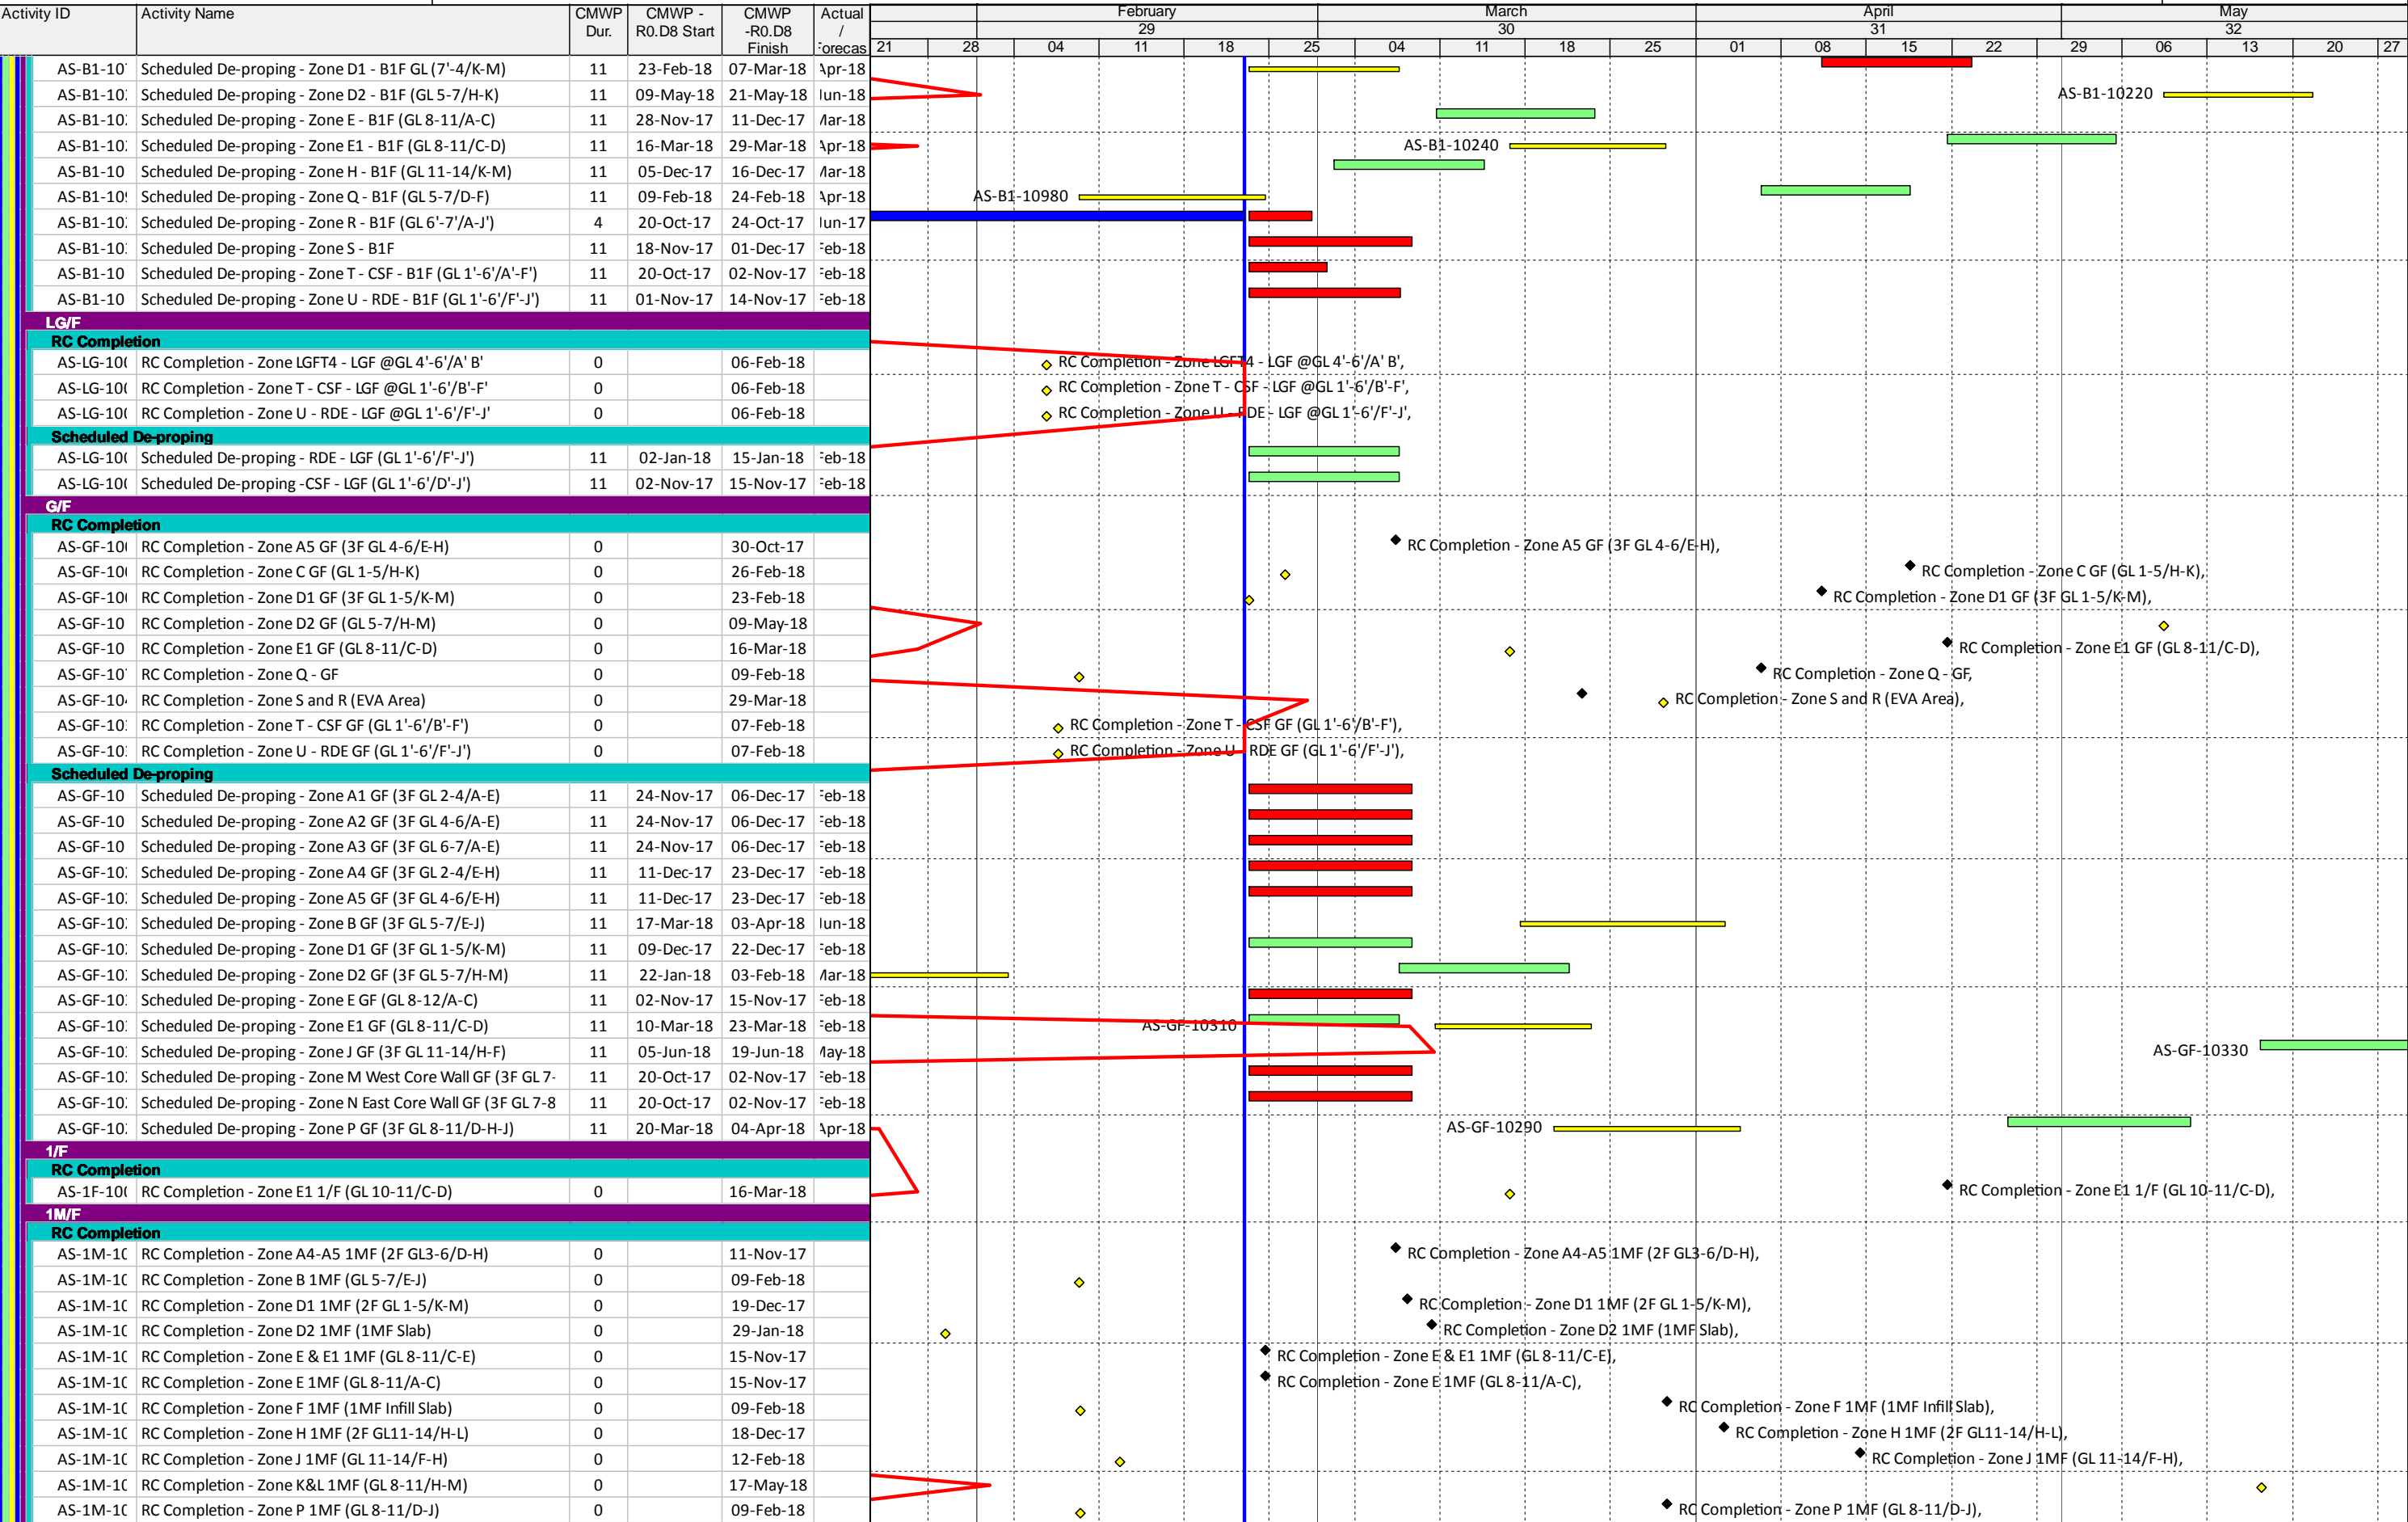 Activity ID Activity Name CMWP Dur. CMWP - R0.D8 Start CMWP -R0.D8 Finish Actual / Forecas
February March April May
29 30 31 32
21 28 04 11 18 25 04 11 18 25 01 08 15 22 29 06 13 20 27
AS-B1-10 Scheduled De-proping - Zone D1 - B1F GL (7'-4/K-M) 11 23-Feb-18 07-Mar-18 Apr-18
AS-B1-10 Scheduled De-proping - Zone D2 - B1F (GL 5-7/H-K) 11 09-May-18 21-May-18 Jun-18 AS-B1-10220
AS-B1-10 Scheduled De-proping - Zone E - B1F (GL 8-11/A-C) 11 28-Nov-17 11-Dec-17 Mar-18
AS-B1-10 Scheduled De-proping - Zone E1 - B1F (GL 8-11/C-D) 11 16-Mar-18 29-Mar-18 Apr-18 AS-B1-10240
AS-B1-10 Scheduled De-proping - Zone H - B1F (GL 11-14/K-M) 11 05-Dec-17 16-Dec-17 Mar-18
AS-B1-109 Scheduled De-proping - Zone Q - B1F (GL 5-7/D-F) 11 09-Feb-18 24-Feb-18 Apr-18 AS-B1-10980
AS-B1-10 Scheduled De-proping - Zone R - B1F (GL 6'-7'/A-J') 4 20-Oct-17 24-Oct-17 Jun-17
AS-B1-10 Scheduled De-proping - Zone S - B1F 11 18-Nov-17 01-Dec-17 Feb-18
AS-B1-10 Scheduled De-proping - Zone T - CSF - B1F (GL 1'-6'/A'-F') 11 20-Oct-17 02-Nov-17 Feb-18
AS-B1-10 Scheduled De-proping - Zone U - RDE - B1F (GL 1'-6'/F'-J') 11 01-Nov-17 14-Nov-17 Feb-18
LG/F
RC Completion
AS-LG-100 RC Completion - Zone LGFT4 - LGF @GL 4'-6'/A' B' 0 06-Feb-18 RC Completion - Zone LGFT4 - LGF @GL 4'-6'/A' B',
AS-LG-100 RC Completion - Zone T - CSF - LGF @GL 1'-6'/B'-F' 0 06-Feb-18 RC Completion - Zone T - CSF - LGF @GL 1'-6'/B'-F',
AS-LG-100 RC Completion - Zone U - RDE - LGF @GL 1'-6'/F'-J' 0 06-Feb-18 RC Completion - Zone U - RDE - LGF @GL 1'-6'/F'-J',
Scheduled De-proping
AS-LG-100 Scheduled De-proping - RDE - LGF (GL 1'-6'/F'-J') 11 02-Jan-18 15-Jan-18 Feb-18
AS-LG-100 Scheduled De-proping -CSF - LGF (GL 1'-6'/D'-J') 11 02-Nov-17 15-Nov-17 Feb-18
G/F
RC Completion
AS-GF-100 RC Completion - Zone A5 GF (3F GL 4-6/E-H) 0 30-Oct-17 RC Completion - Zone A5 GF (3F GL 4-6/E-H),
AS-GF-100 RC Completion - Zone C GF (GL 1-5/H-K) 0 26-Feb-18 RC Completion - Zone C GF (GL 1-5/H-K),
AS-GF-100 RC Completion - Zone D1 GF (3F GL 1-5/K-M) 0 23-Feb-18 RC Completion - Zone D1 GF (3F GL 1-5/K-M),
AS-GF-10 RC Completion - Zone D2 GF (GL 5-7/H-M) 0 09-May-18
AS-GF-10 RC Completion - Zone E1 GF (GL 8-11/C-D) 0 16-Mar-18 RC Completion - Zone E1 GF (GL 8-11/C-D),
AS-GF-10 RC Completion - Zone Q - GF 0 09-Feb-18 RC Completion - Zone Q - GF,
AS-GF-10 RC Completion - Zone S and R (EVA Area) 0 29-Mar-18 RC Completion - Zone S and R (EVA Area),
AS-GF-10 RC Completion - Zone T - CSF GF (GL 1'-6'/B'-F') 0 07-Feb-18 RC Completion - Zone T - CSF GF (GL 1'-6'/B'-F'),
AS-GF-10 RC Completion - Zone U - RDE GF (GL 1'-6'/F'-J') 0 07-Feb-18 RC Completion - Zone U - RDE GF (GL 1'-6'/F'-J'),
Scheduled De-proping
AS-GF-10 Scheduled De-proping - Zone A1 GF (3F GL 2-4/A-E) 11 24-Nov-17 06-Dec-17 Feb-18
AS-GF-10 Scheduled De-proping - Zone A2 GF (3F GL 4-6/A-E) 11 24-Nov-17 06-Dec-17 Feb-18
AS-GF-10 Scheduled De-proping - Zone A3 GF (3F GL 6-7/A-E) 11 24-Nov-17 06-Dec-17 Feb-18
AS-GF-10 Scheduled De-proping - Zone A4 GF (3F GL 2-4/E-H) 11 11-Dec-17 23-Dec-17 Feb-18
AS-GF-10 Scheduled De-proping - Zone A5 GF (3F GL 4-6/E-H) 11 11-Dec-17 23-Dec-17 Feb-18
AS-GF-10 Scheduled De-proping - Zone B GF (3F GL 5-7/E-J) 11 17-Mar-18 03-Apr-18 Jun-18
AS-GF-10 Scheduled De-proping - Zone D1 GF (3F GL 1-5/K-M) 11 09-Dec-17 22-Dec-17 Feb-18
AS-GF-10 Scheduled De-proping - Zone D2 GF (3F GL 5-7/H-M) 11 22-Jan-18 03-Feb-18 Mar-18
AS-GF-10 Scheduled De-proping - Zone E GF (GL 8-12/A-C) 11 02-Nov-17 15-Nov-17 Feb-18
AS-GF-10 Scheduled De-proping - Zone E1 GF (GL 8-11/C-D) 11 10-Mar-18 23-Mar-18 Feb-18 AS-GF-10310
AS-GF-10 Scheduled De-proping - Zone J GF (3F GL 11-14/H-F) 11 05-Jun-18 19-Jun-18 May-18 AS-GF-10330
AS-GF-10 Scheduled De-proping - Zone M West Core Wall GF (3F GL 7- 11 20-Oct-17 02-Nov-17 Feb-18
AS-GF-10 Scheduled De-proping - Zone N East Core Wall GF (3F GL 7-8 11 20-Oct-17 02-Nov-17 Feb-18
AS-GF-10 Scheduled De-proping - Zone P GF (3F GL 8-11/D-H-J) 11 20-Mar-18 04-Apr-18 Apr-18 AS-GF-10290
1/F
RC Completion
AS-1F-100 RC Completion - Zone E1 1/F (GL 10-11/C-D) 0 16-Mar-18 RC Completion - Zone E1 1/F (GL 10-11/C-D),
1M/F
RC Completion
AS-1M-10 RC Completion - Zone A4-A5 1MF (2F GL3-6/D-H) 0 11-Nov-17 RC Completion - Zone A4-A5 1MF (2F GL3-6/D-H),
AS-1M-10 RC Completion - Zone B 1MF (GL 5-7/E-J) 0 09-Feb-18
AS-1M-10 RC Completion - Zone D1 1MF (2F GL 1-5/K-M) 0 19-Dec-17 RC Completion - Zone D1 1MF (2F GL 1-5/K-M),
AS-1M-10 RC Completion - Zone D2 1MF (1MF Slab) 0 29-Jan-18 RC Completion - Zone D2 1MF (1MF Slab),
AS-1M-10 RC Completion - Zone E & E1 1MF (GL 8-11/C-E) 0 15-Nov-17 RC Completion - Zone E & E1 1MF (GL 8-11/C-E),
AS-1M-10 RC Completion - Zone E 1MF (GL 8-11/A-C) 0 15-Nov-17 RC Completion - Zone E 1MF (GL 8-11/A-C),
AS-1M-10 RC Completion - Zone F 1MF (1MF Infill Slab) 0 09-Feb-18 RC Completion - Zone F 1MF (1MF Infill Slab),
AS-1M-10 RC Completion - Zone H 1MF (2F GL11-14/H-L) 0 18-Dec-17 RC Completion - Zone H 1MF (2F GL11-14/H-L),
AS-1M-10 RC Completion - Zone J 1MF (GL 11-14/F-H) 0 12-Feb-18 RC Completion - Zone J 1MF (GL 11-14/F-H),
AS-1M-10 RC Completion - Zone K&L 1MF (GL 8-11/H-M) 0 17-May-18
AS-1M-10 RC Completion - Zone P 1MF (GL 8-11/D-J) 0 09-Feb-18 RC Completion - Zone P 1MF (GL 8-11/D-J),